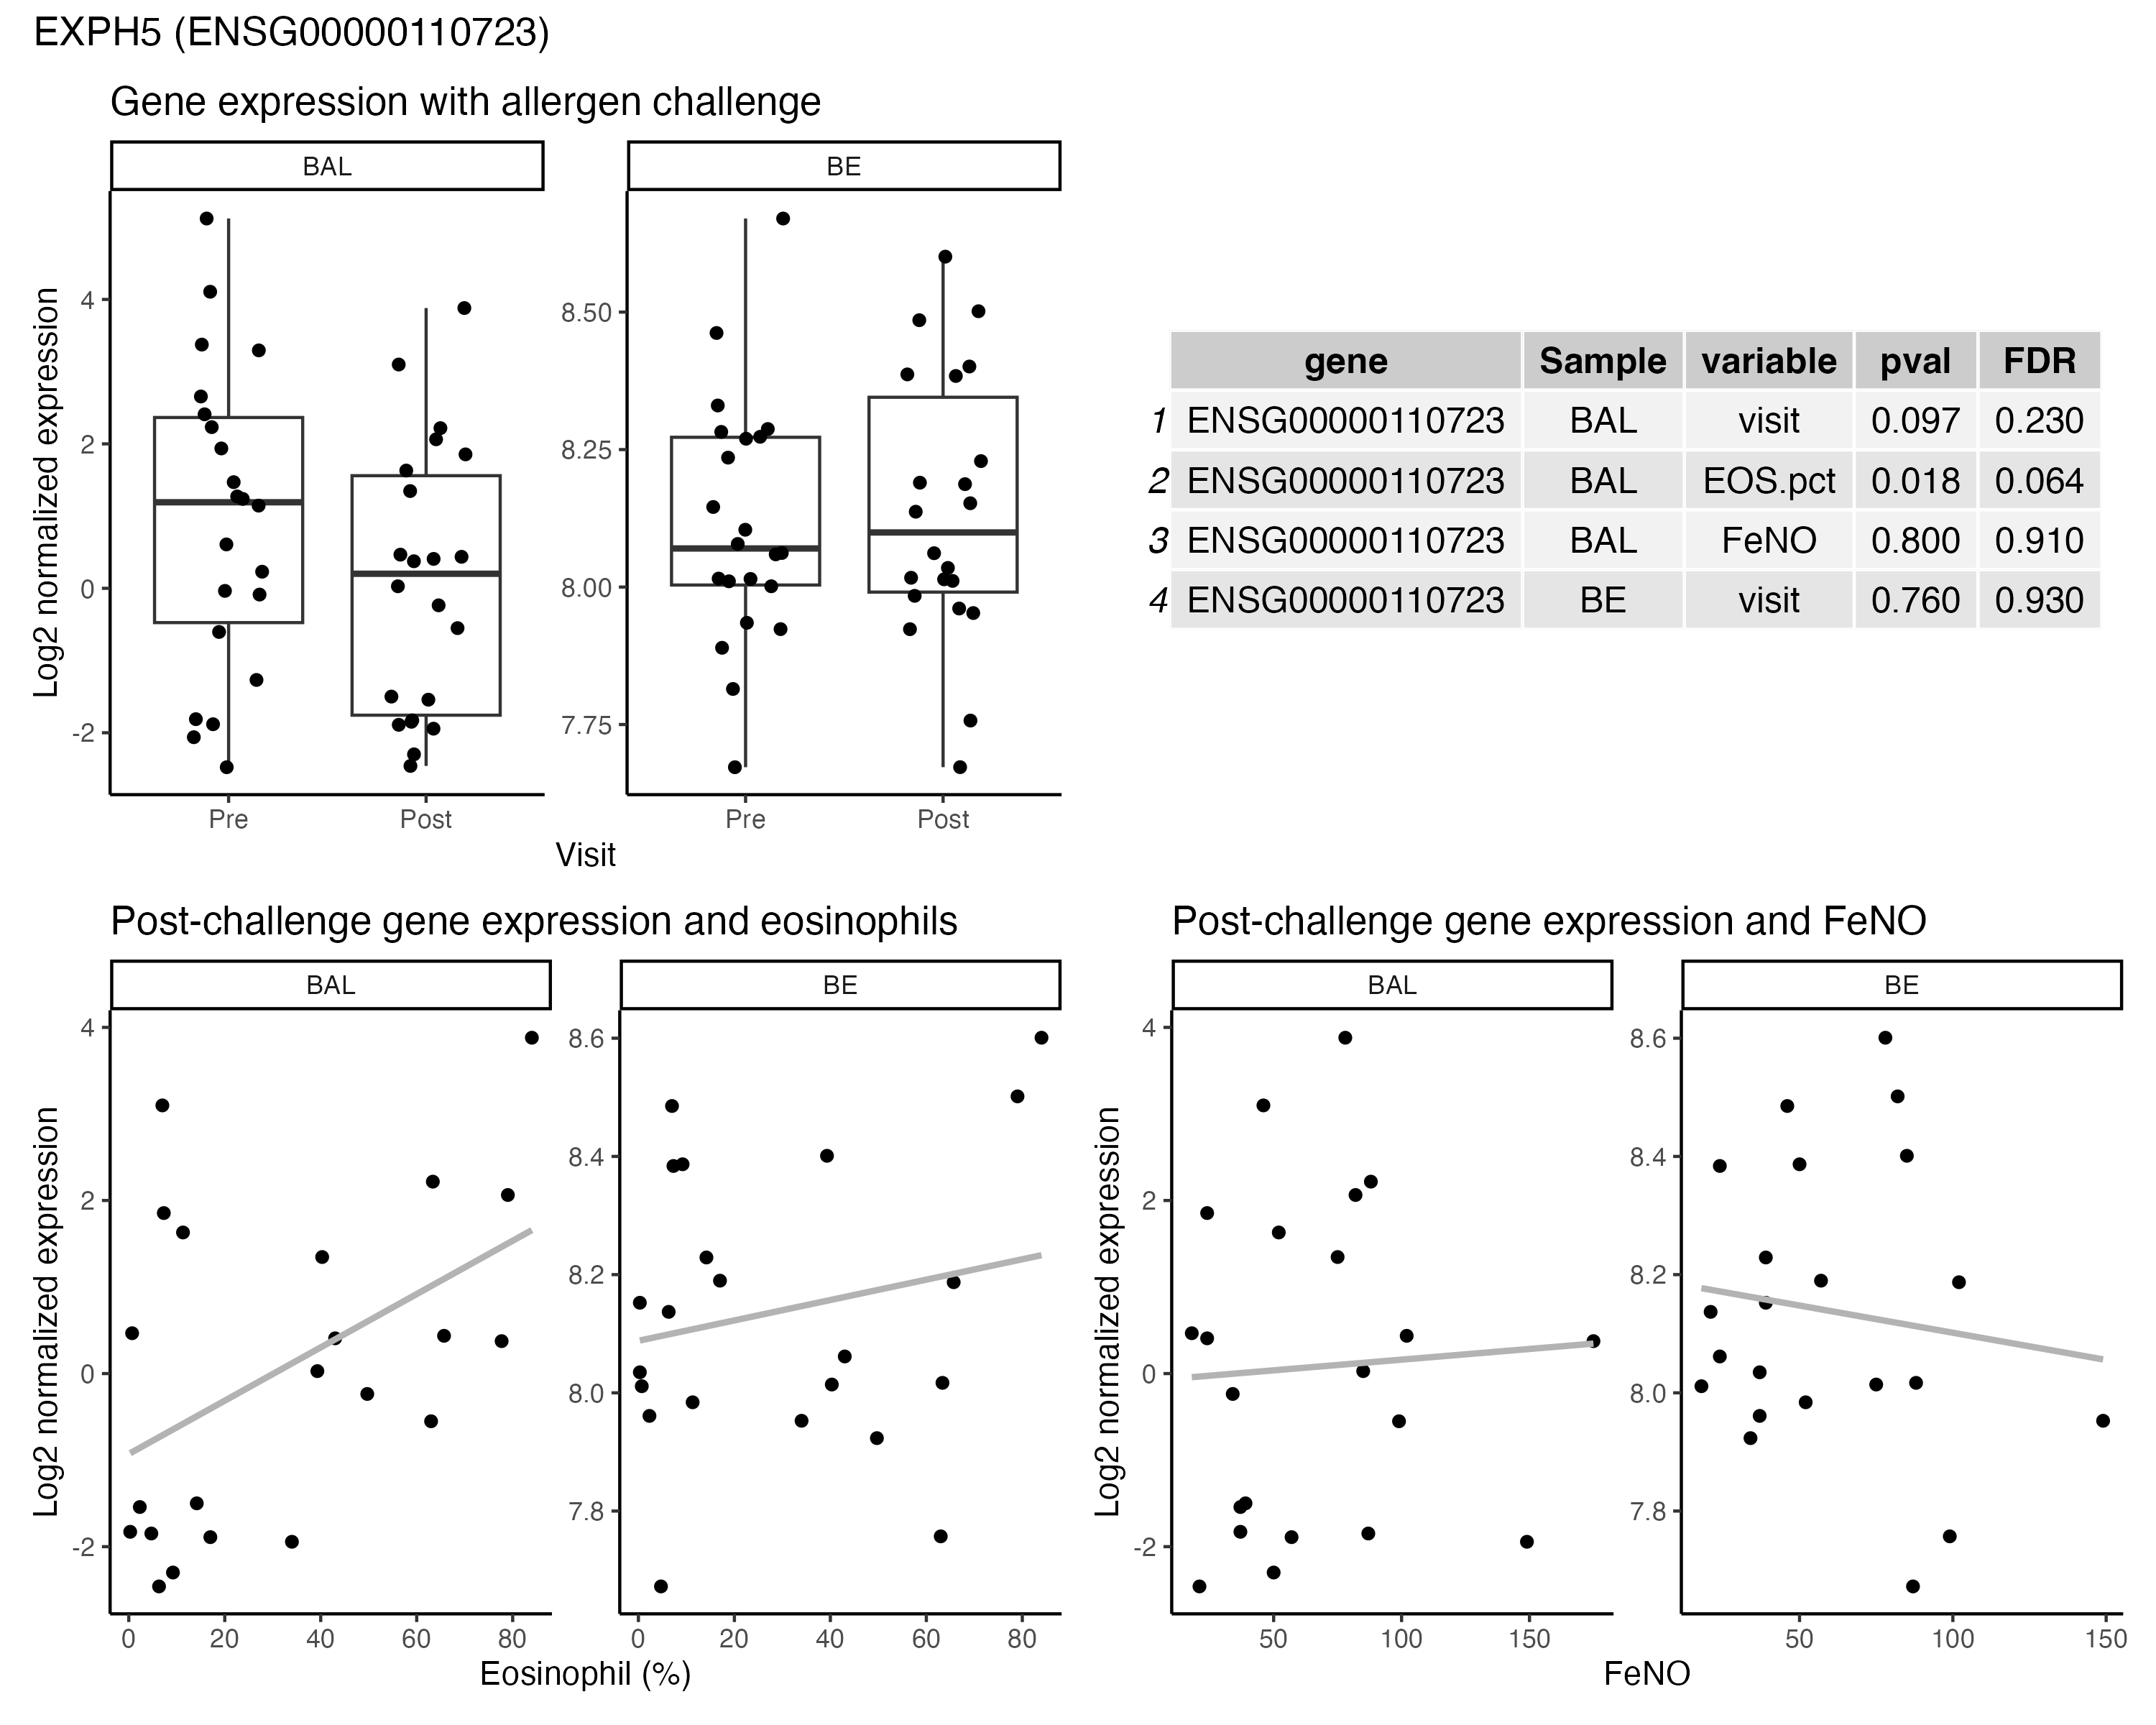 EXPH5 (ENSG00000110723)
Gene expression with allergen challenge
BAL
BE
Log2 normalized expression
4
2
0
-2
8.50
8.25
8.00
7.75
Pre
Post
Pre
Post
Visit
gene Sample variable pval FDR
1 ENSG00000110723 BAL visit 0.097 0.230
2 ENSG00000110723 BAL EOS.pct 0.018 0.064
3 ENSG00000110723 BAL FeNO 0.800 0.910
4 ENSG00000110723 BE visit 0.760 0.930
Post-challenge gene expression and eosinophils
BAL
BE
Log2 normalized expression
4
2
0
-2
8.6
8.4
8.2
8.0
7.8
0 20 40 60 80
0 20 40 60 80
Eosinophil (%)
Post-challenge gene expression and FeNO
BAL
BE
Log2 normalized expression
4
2
0
-2
8.6
8.4
8.2
8.0
7.8
50 100 150
50 100 150
FeNO